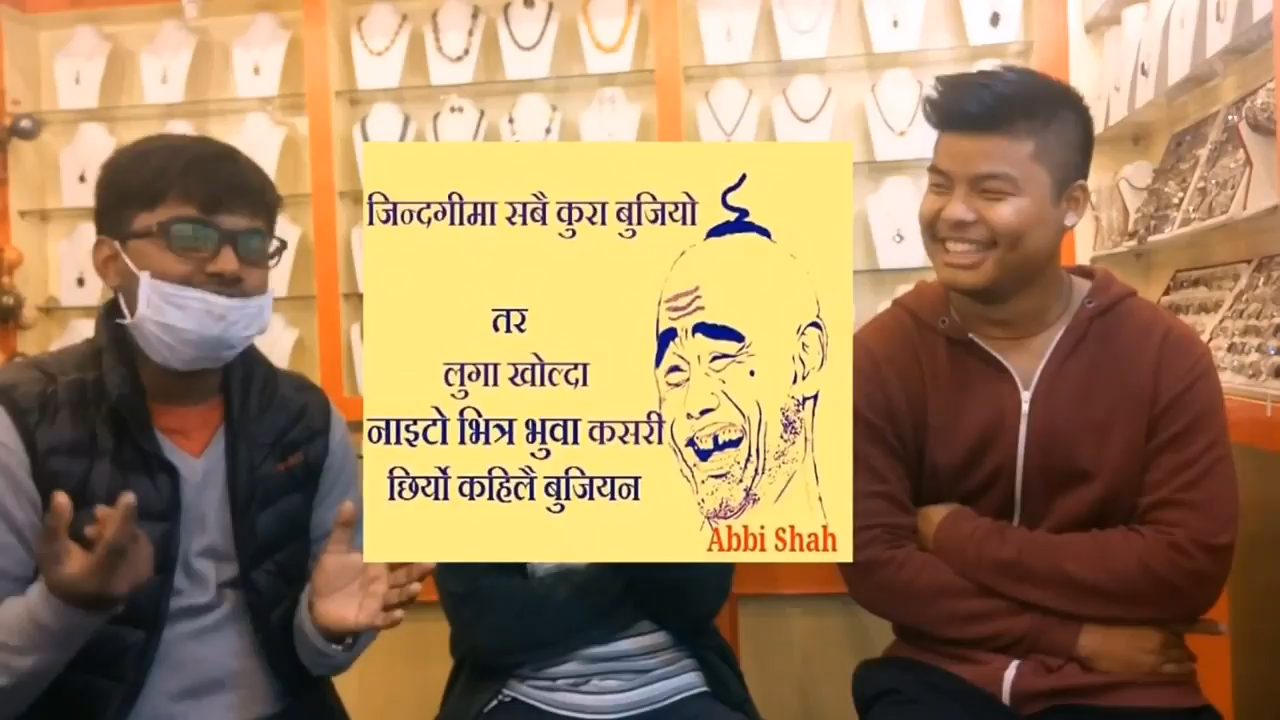 जिन्दगीमा सबै कुरा बुजियो
तर
लुगा खोल्दा
नाइटो भित्र भुवा कसरी
छिर्यो कहिलै बुजियन
Abbi Shah